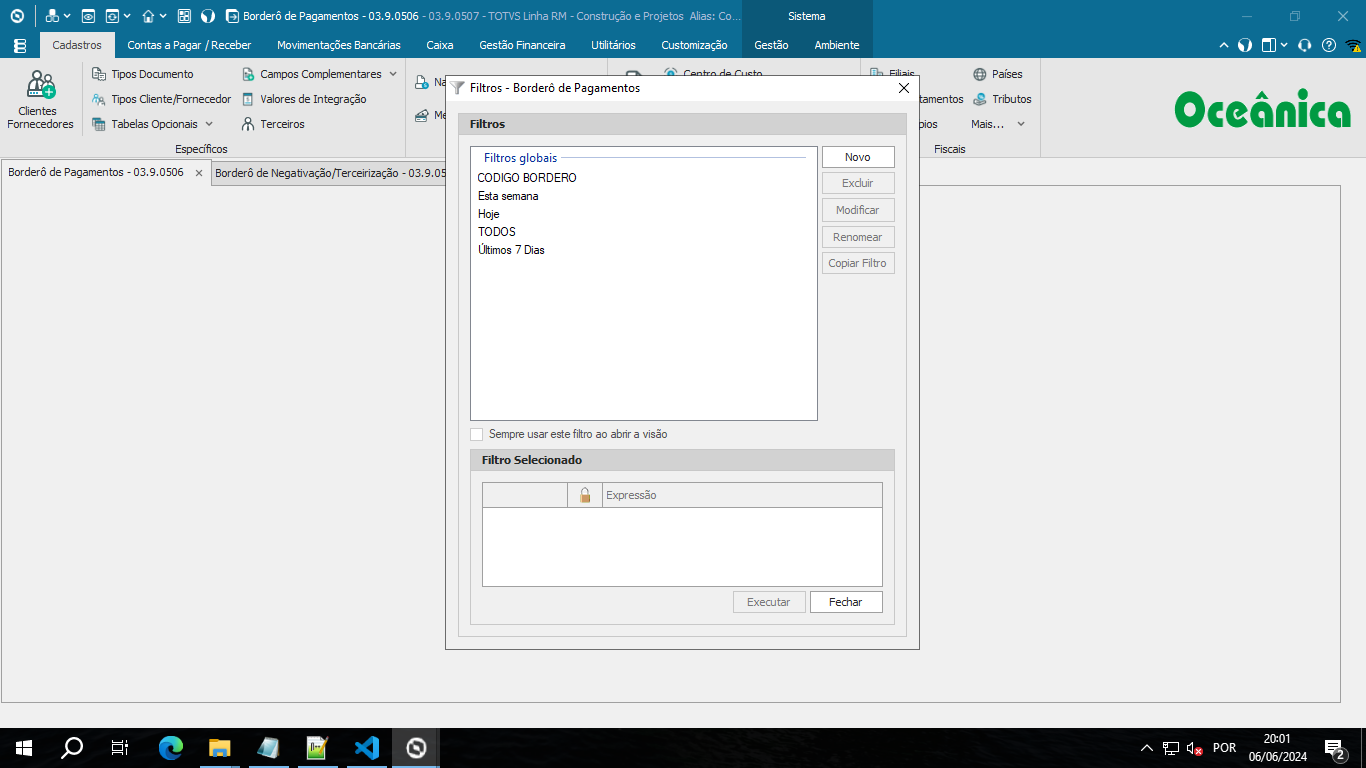 Borderô de Pagamentos - 03.9.0506 - 03.9.0507 - TOTVS Linha RM - Construção e Projetos Alias: Co...
Sistema
Cadastros
Contas a Pagar / Receber
Movimentações Bancárias
Caixa
Gestão Financeira
Utilitários
Customização
Gestão
Ambiente
Clientes
Fornecedores
Tipos Documento
Tipos Cliente/Fornecedor
Tabelas Opcionais
Campos Complementares
Valores de Integração
Terceiros
Específicos
Na
Me
Centro de Custo
Filiais
tamentos
pios
Países
Tributos
Mais...
Fiscais
Oceânica
Borderô de Pagamentos - 03.9.0506
Borderô de Negativação/Terceirização - 03.9.05
Filtros - Borderô de Pagamentos
Filtros
Filtros globais
CODIGO BORDERO
Esta semana
Hoje
TODOS
Últimos 7 Dias
Novo
Excluir
Modificar
Renomear
Copiar Filtro
Sempre usar este filtro ao abrir a visão
Filtro Selecionado
Expressão
Executar
Fechar
POR
20:01
06/06/2024
2